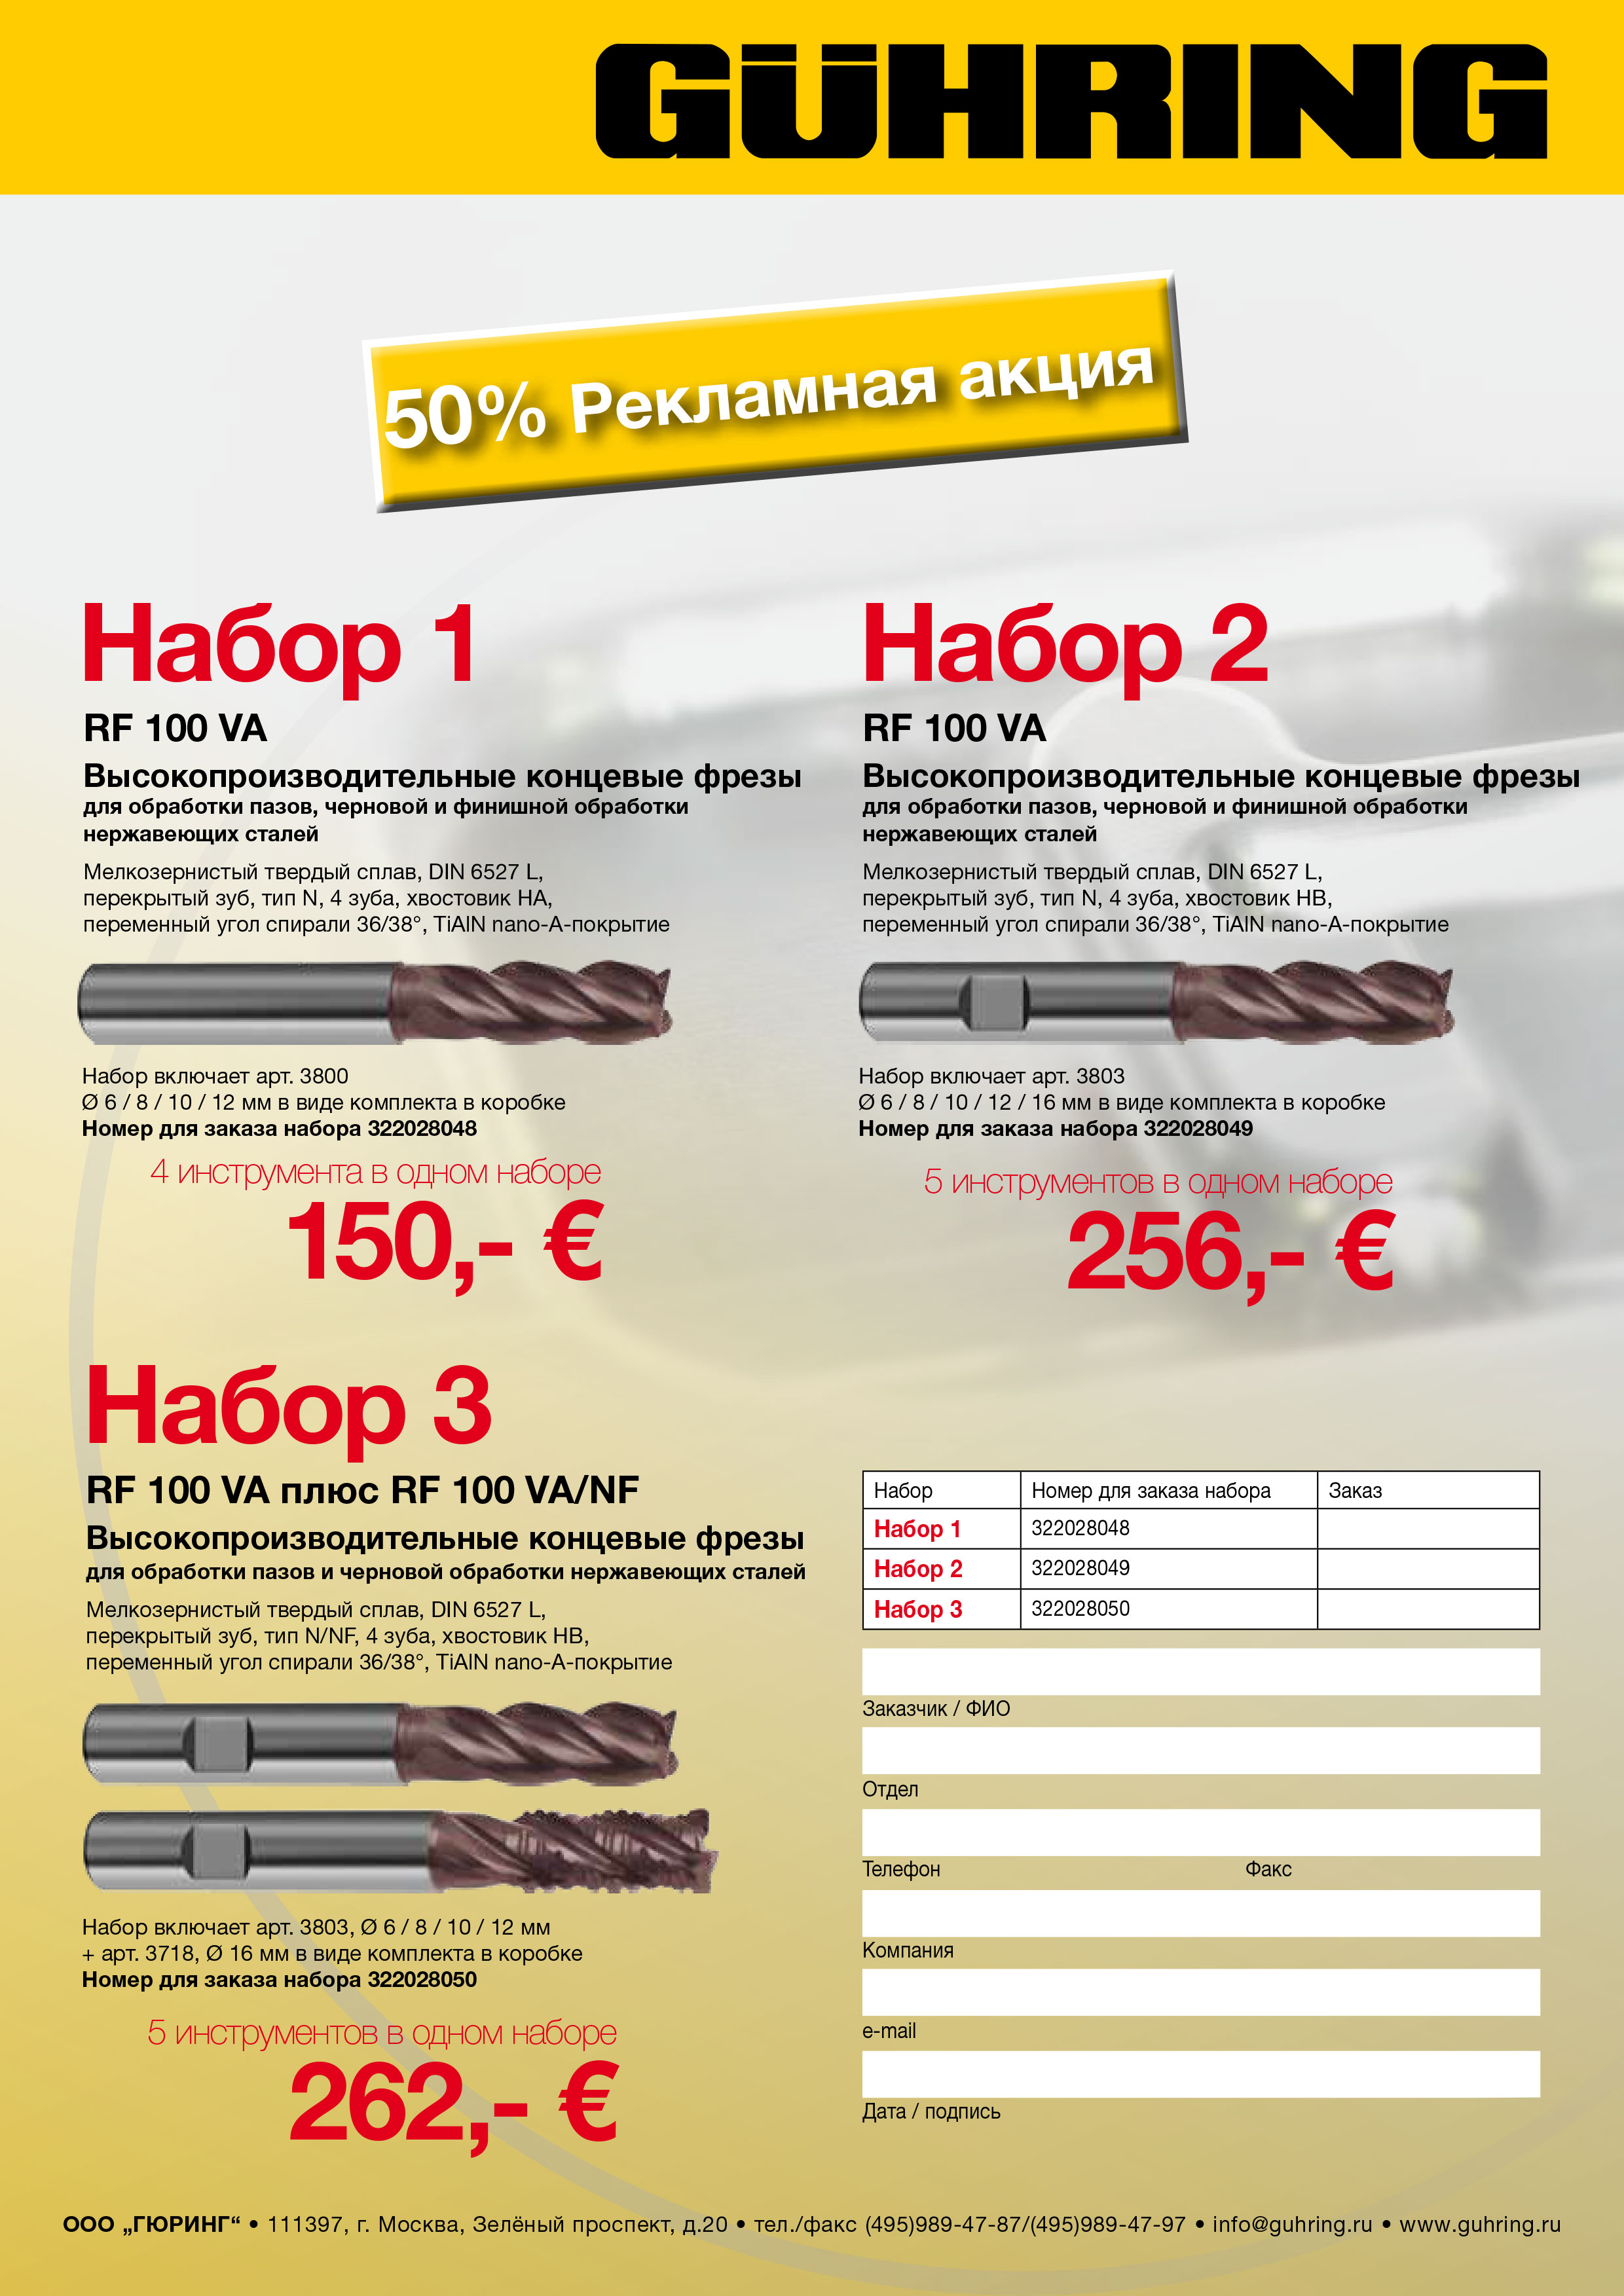 GÜHRING
50% Рекламная акция
Набор 1
RF 100 VA
Высокопроизводительные концевые фрезы
для обработки пазов, черновой и финишной обработки
нержавеющих сталей
Мелкозернистый твердый сплав, DIN 6527 L,
перекрытый зуб, тип N, 4 зуба, хвостовик HA,
переменный угол спирали 36/38°, TiAlN nano-A-покрытие
Набор включает арт. 3800
Ø 6 / 8 / 10 / 12 мм в виде комплекта в коробке
Номер для заказа набора 322028048
4 инструмента в одном наборе
150,- €
Набор 2
RF 100 VA
Высокопроизводительные концевые фрезы
для обработки пазов, черновой и финишной обработки
нержавеющих сталей
Мелкозернистый твердый сплав, DIN 6527 L,
перекрытый зуб, тип N, 4 зуба, хвостовик HB,
переменный угол спирали 36/38°, TiAlN nano-A-покрытие
Набор включает арт. 3803
Ø 6 / 8 / 10 / 12 / 16 мм в виде комплекта в коробке
Номер для заказа набора 322028049
5 инструментов в одном наборе
256,- €
Набор 3
RF 100 VA плюс RF 100 VA/NF
Высокопроизводительные концевые фрезы
для обработки пазов и черновой обработки нержавеющих сталей
Мелкозернистый твердый сплав, DIN 6527 L,
перекрытый зуб, тип N/NF, 4 зуба, хвостовик HB,
переменный угол спирали 36/38°, TiAlN nano-A-покрытие
Набор включает арт. 3803, Ø 6 / 8 / 10 / 12 мм
+ арт. 3718, Ø 16 мм в виде комплекта в коробке
Номер для заказа набора 322028050
5 инструментов в одном наборе
262,- €
Набор Номер для заказа набора Заказ
Набор 1 322028048
Набор 2 322028049
Набор 3 322028050
Заказчик / ФИО
Отдел
Телефон Факс
Компания
e-mail
Дата / подпись
ООО „ГЮРИНГ“ • 111397, г. Москва, Зелёный проспект, д.20 • тел./факс (495)989-47-87/(495)989-47-97 • info@guhring.ru • www.guhring.ru